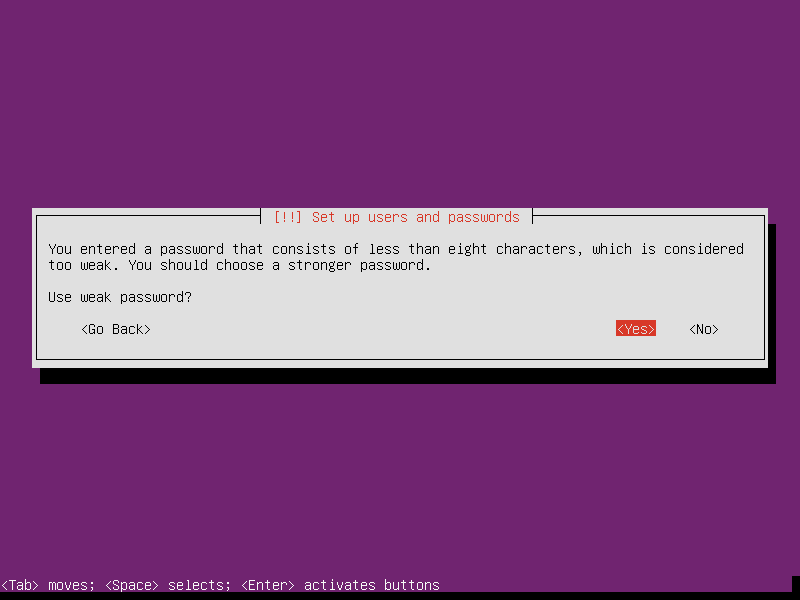 [!!] Set up users and passwords
You entered a password that consists of less than eight characters, which is considered
too weak. You should choose a stronger password.
Use weak password?
<Go Back> <Yes> <No>
<Tab> moves; <Space> selects; <Enter> activates buttons